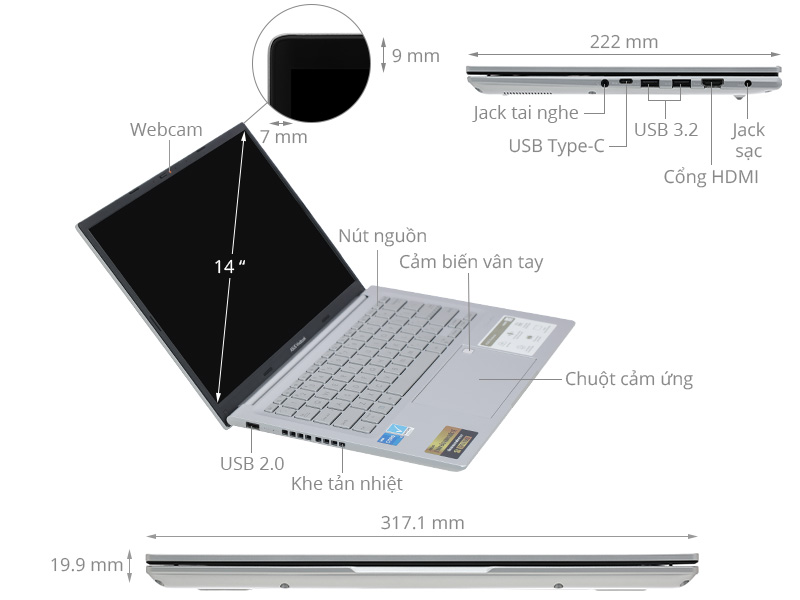 9 mm
7 mm
Webcam
222 mm
Jack tai nghe
USB Type-C
USB 3.2
Jack
sạc
Cổng HDMI
14 “
Nút nguồn
Cảm biến vân tay
Chuột cảm ứng
USB 2.0
Khe tản nhiệt
317.1 mm
19.9 mm